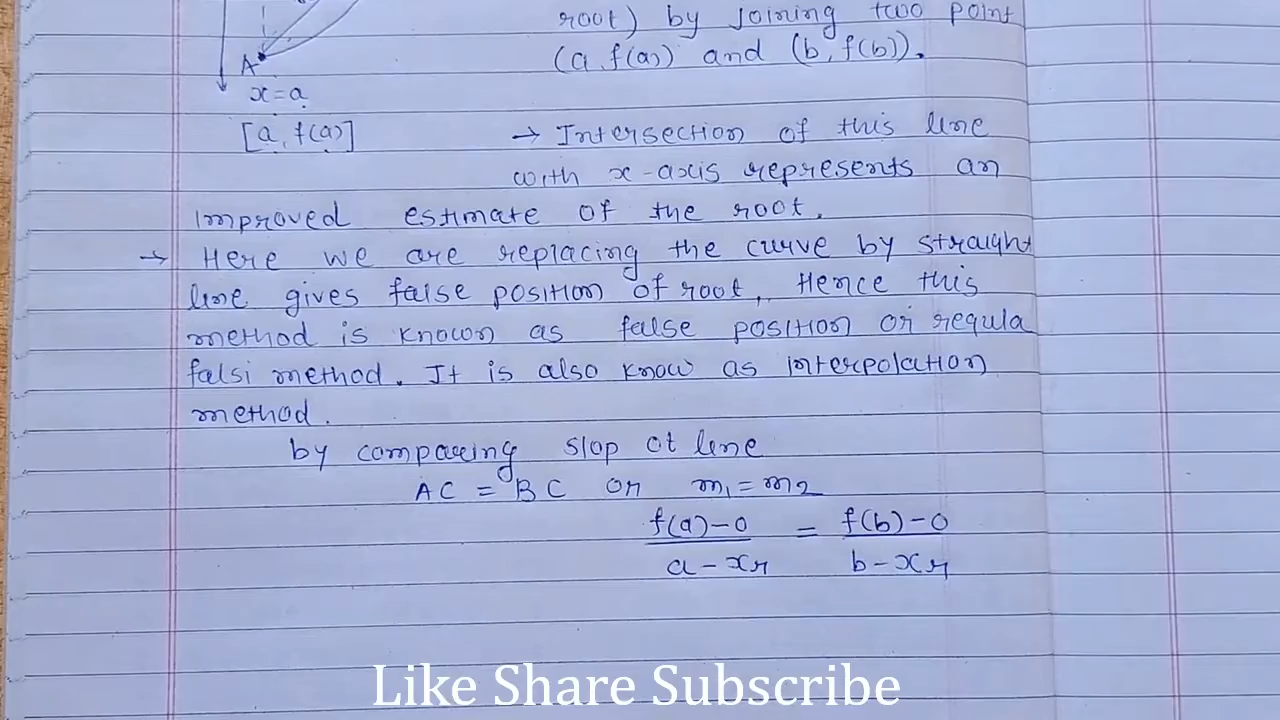 root) by joining two point
(a, f(a)) and (b, f(b)).
A
x=a
[a, f(a)]
→ Intersection of this line
with x-axis represents an
improved estimate of the root.
→ Here we are replacing the curve by straight
line gives false position of root, Hence this
method is known as false position or regula
falsi method. It is also know as interpolation
method.
by comparing slop of line
AC = BC or m₁ = m₂
f(a)-0 / a-xr = f(b)-0 / b-xr
Like Share Subscribe